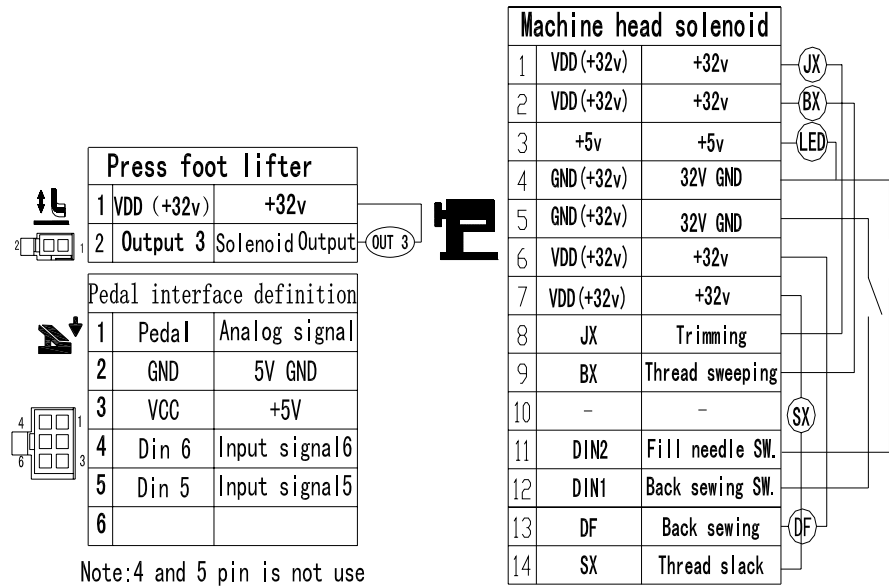 Press foot lifter
1 VDD (+32v) +32v
2 Output 3 Solenoid Output OUT 3
2 1
Pedal interface definition
1 Pedal Analog signal
2 GND 5V GND
3 VCC +5V
4 Din 6 Input signal6
5 Din 5 Input signal5
6
4 1
6 3
Note:4 and 5 pin is not use
Machine head solenoid
1 VDD(+32v) +32v JX
2 VDD(+32v) +32v BX
3 +5v +5v LED
4 GND(+32v) 32V GND
5 GND(+32v) 32V GND
6 VDD(+32v) +32v
7 VDD(+32v) +32v
8 JX Trimming
9 BX Thread sweeping
10 - - SX
11 DIN2 Fill needle SW.
12 DIN1 Back sewing SW.
13 DF Back sewing DF
14 SX Thread slack